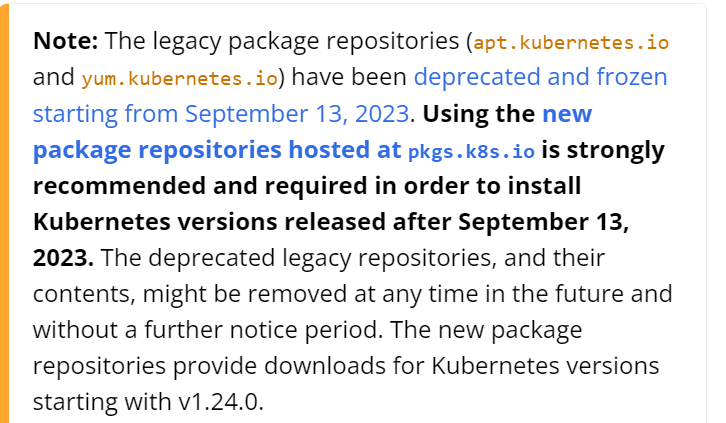 Note: The legacy package repositories (apt.kubernetes.io
and yum.kubernetes.io) have been deprecated and frozen
starting from September 13, 2023. Using the new
package repositories hosted at pkgs.k8s.io is strongly
recommended and required in order to install
Kubernetes versions released after September 13,
2023. The deprecated legacy repositories, and their
contents, might be removed at any time in the future and
without a further notice period. The new package
repositories provide downloads for Kubernetes versions
starting with v1.24.0.